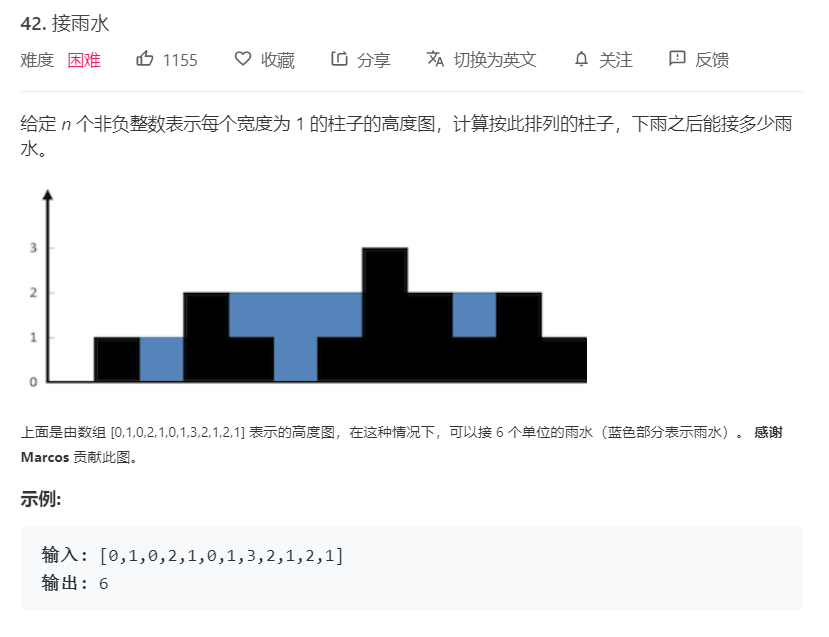 42. 接雨水
难度 困难 1155 收藏 分享 切换为英文 关注 反馈
给定 n 个非负整数表示每个宽度为 1 的柱子的高度图，计算按此排列的柱子，下雨之后能接多少雨
水。
3
2
1
0
上面是由数组 [0,1,0,2,1,0,1,3,2,1,2,1] 表示的高度图，在这种情况下，可以接 6 个单位的雨水（蓝色部分表示雨水）。 感谢
Marcos 贡献此图。
示例:
输入: [0,1,0,2,1,0,1,3,2,1,2,1]
输出: 6